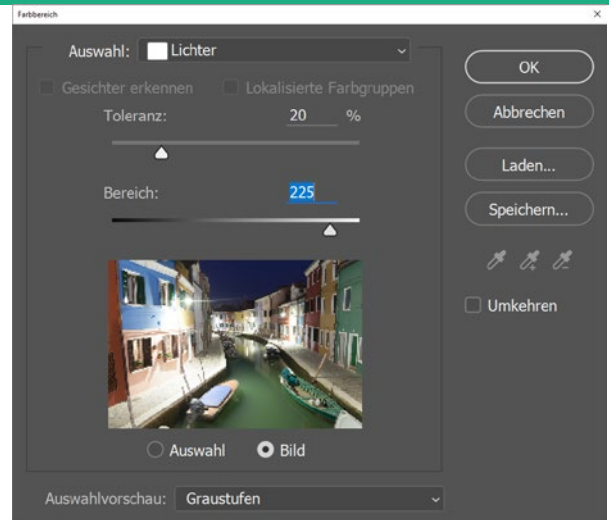 Farbbereich
Auswahl: Lichter
Gesichter erkennen Lokalisierte Farbgruppen
Toleranz: 20 %
Bereich: 225
Auswahl Bild
Auswahlvorschau: Graustufen
OK
Abbrechen
Laden...
Speichern...
Umkehren